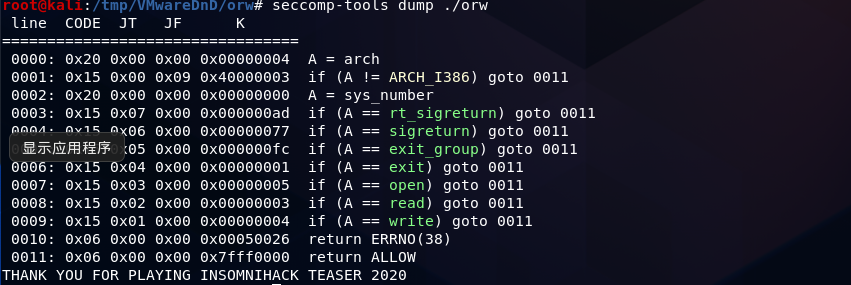 root@kali:/tmp/VMwareDnD/orw# seccomp-tools dump ./orw
line  CODE  JT   JF      K
=================================
0000: 0x20 0x00 0x00 0x00000004  A = arch
0001: 0x15 0x00 0x09 0x40000003  if (A != ARCH_I386) goto 0011
0002: 0x20 0x00 0x00 0x00000000  A = sys_number
0003: 0x15 0x07 0x00 0x000000ad  if (A == rt_sigreturn) goto 0011
0004: 0x15 0x06 0x00 0x00000077  if (A == sigreturn) goto 0011
显示应用程序 05 0x00 0x000000fc  if (A == exit_group) goto 0011
0006: 0x15 0x04 0x00 0x00000001  if (A == exit) goto 0011
0007: 0x15 0x03 0x00 0x00000005  if (A == open) goto 0011
0008: 0x15 0x02 0x00 0x00000003  if (A == read) goto 0011
0009: 0x15 0x01 0x00 0x00000004  if (A == write) goto 0011
0010: 0x06 0x00 0x00 0x00050026  return ERRNO(38)
0011: 0x06 0x00 0x00 0x7fff0000  return ALLOW
THANK YOU FOR PLAYING INSOMNIHACK TEASER 2020